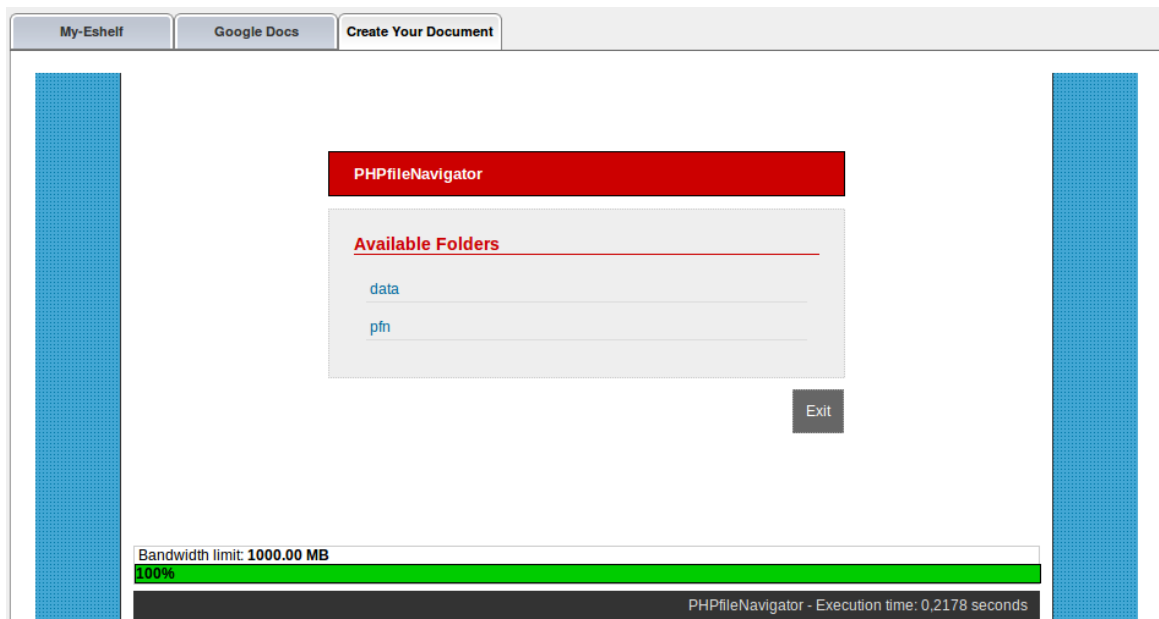 My-Eshelf Google Docs Create Your Document
PHPfileNavigator
Available Folders
data
pfn
Exit
Bandwidth limit: 1000.00 MB
100%
PHPfileNavigator - Execution time: 0,2178 seconds